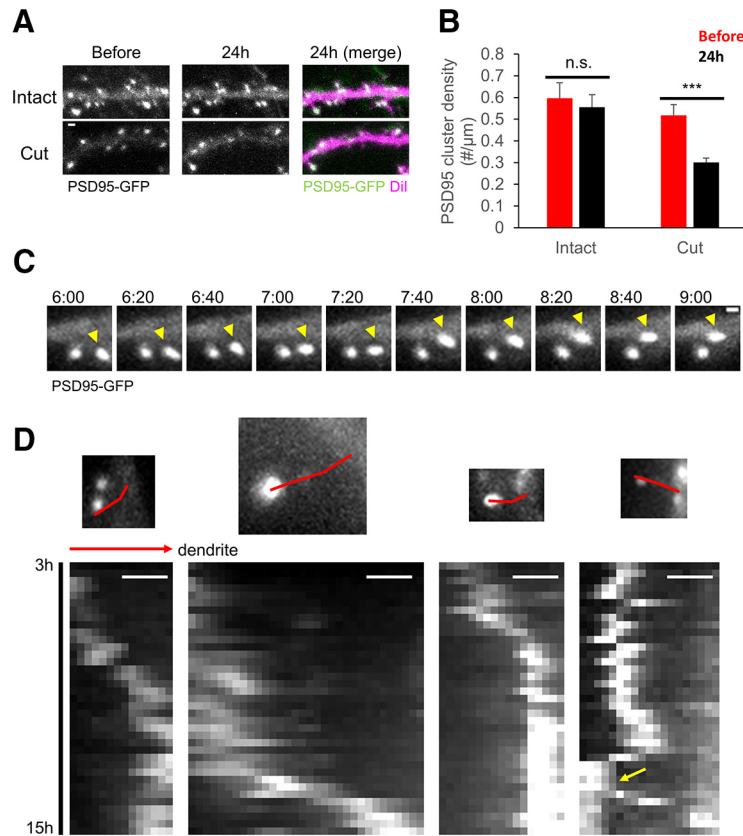 A
Before 24h 24h (merge)
Intact
Cut
PSD95-GFP PSD95-GFP DiI
B
Before
24h
PSD95 cluster density
(#/μm)
0.8
0.7
0.6
0.5
0.4
0.3
0.2
0.1
0
n.s.
***
Intact Cut
C
6:00 6:20 6:40 7:00 7:20 7:40 8:00 8:20 8:40 9:00
PSD95-GFP
D
dendrite
3h
15h